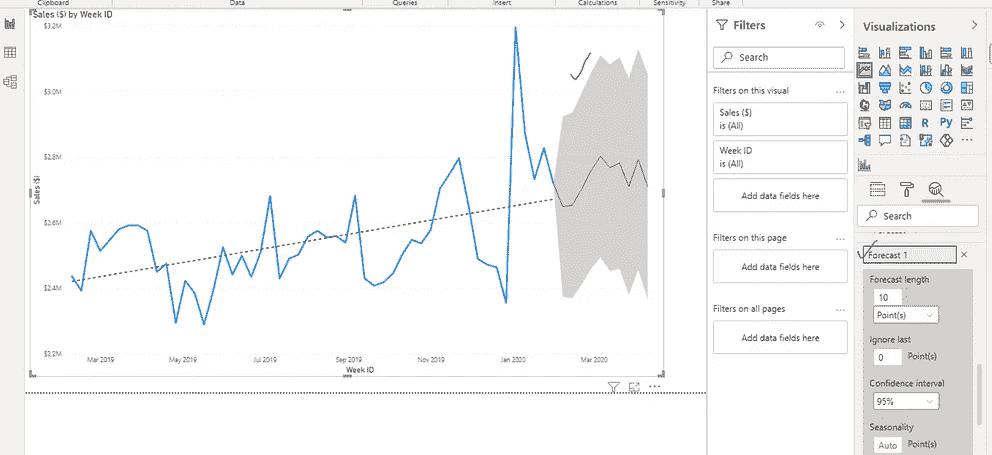 Clipboard
Data
Queries
Insert
Calculations
Sensitivity
Share
Sales ($) by Week ID
$3.2M
$3.0M
$2.8M
$2.6M
$2.4M
$2.2M
Sales ($)
Mar 2019
May 2019
Jul 2019
Sep 2019
Nov 2019
Jan 2020
Mar 2020
Week ID
Filters
Search
Filters on this visual
Sales ($)
is (All)
Week ID
is (All)
Add data fields here
Filters on this page
Add data fields here
Filters on all pages
Add data fields here
Visualizations
R
Py
Search
Forecast 1
Forecast length
10
Point(s)
Ignore last
0 Point(s)
Confidence interval
95%
Seasonality
Auto Point(s)